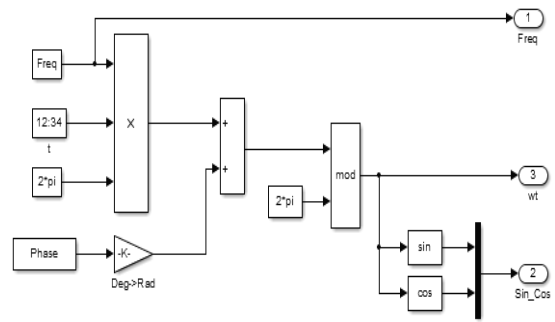 1
Freq
Freq
12:34
t
X
2*pi
+
+
mod
2*pi
3
wt
Phase
-K-
Deg->Rad
sin
cos
2
Sin_Cos